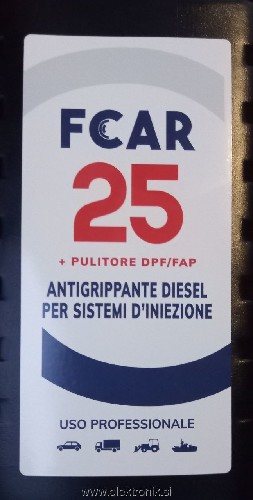 FCAR
25
+ PULITORE DPF/FAP
ANTIGRIPPANTE DIESEL
PER SISTEMI D'INIEZIONE
USO PROFESSIONALE
www.elektronik.si